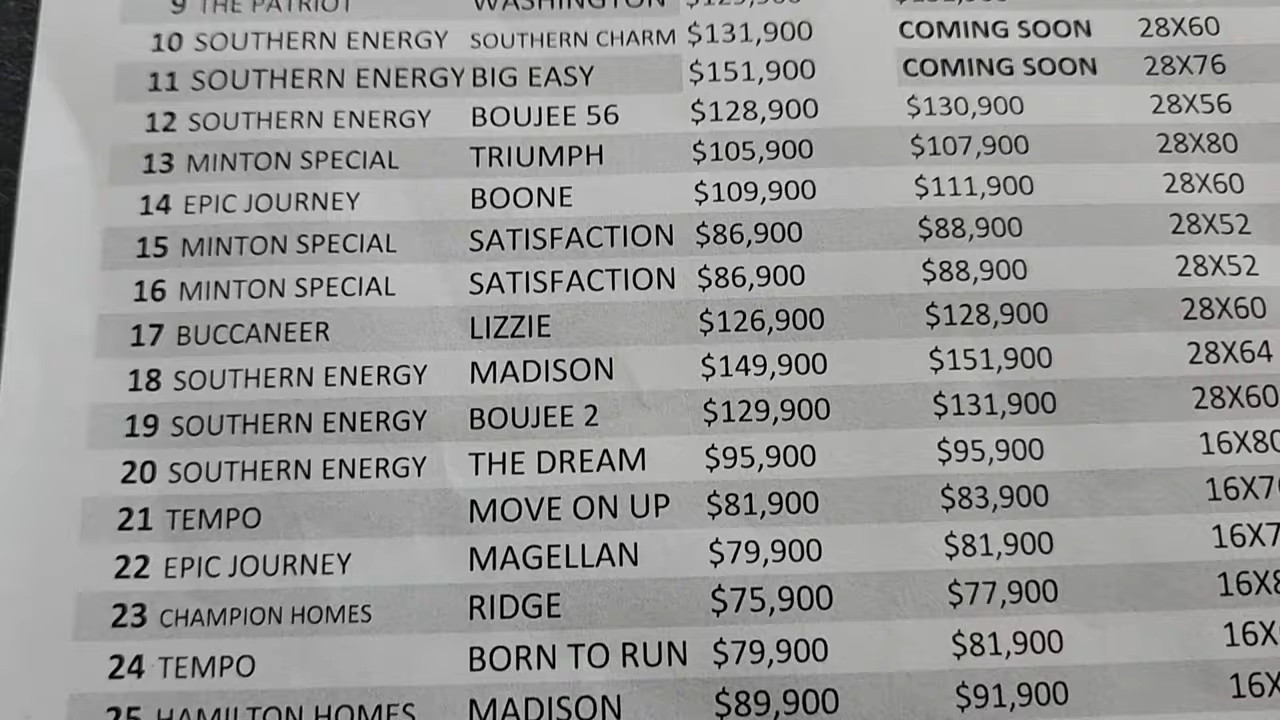 9 THE PATRIOT WASHINGTON
10 SOUTHERN ENERGY SOUTHERN CHARM $131,900 COMING SOON 28X60
11 SOUTHERN ENERGY BIG EASY $151,900 COMING SOON 28X76
12 SOUTHERN ENERGY BOUJEE 56 $128,900 $130,900 28X56
13 MINTON SPECIAL TRIUMPH $105,900 $107,900 28X80
14 EPIC JOURNEY BOONE $109,900 $111,900 28X60
15 MINTON SPECIAL SATISFACTION $86,900 $88,900 28X52
16 MINTON SPECIAL SATISFACTION $86,900 $88,900 28X52
17 BUCCANEER LIZZIE $126,900 $128,900 28X60
18 SOUTHERN ENERGY MADISON $149,900 $151,900 28X64
19 SOUTHERN ENERGY BOUJEE 2 $129,900 $131,900 28X60
20 SOUTHERN ENERGY THE DREAM $95,900 $95,900 16X80
21 TEMPO MOVE ON UP $81,900 $83,900 16X7
22 EPIC JOURNEY MAGELLAN $79,900 $81,900 16X7
23 CHAMPION HOMES RIDGE $75,900 $77,900 16X8
24 TEMPO BORN TO RUN $79,900 $81,900 16X
25 HAMILTON HOMES MADISON $89,900 $91,900 16X